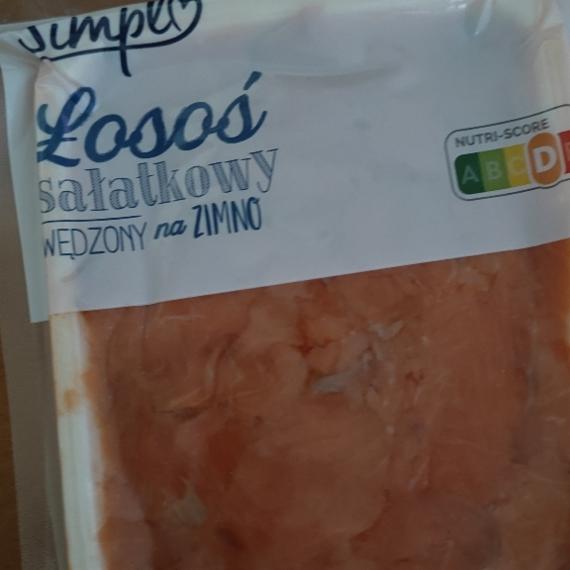 Simpl
Łosoś
sałatkowy
WĘDZONY na ZIMNO
NUTRI-SCORE
A B C D